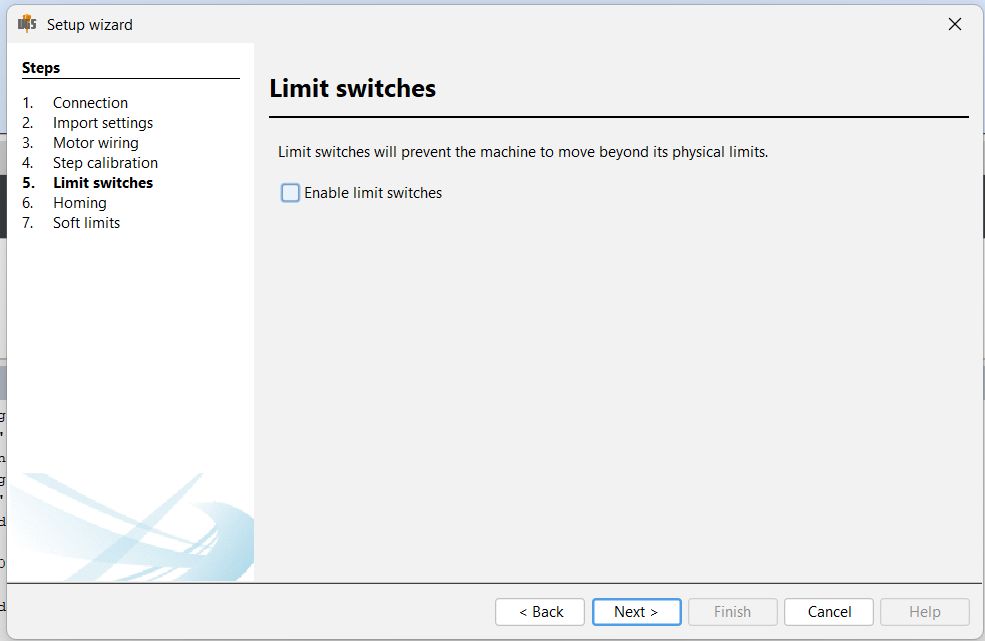 Setup wizard
Steps
1. Connection
2. Import settings
3. Motor wiring
4. Step calibration
5. Limit switches
6. Homing
7. Soft limits
Limit switches
Limit switches will prevent the machine to move beyond its physical limits.
Enable limit switches
< Back
Next >
Finish
Cancel
Help